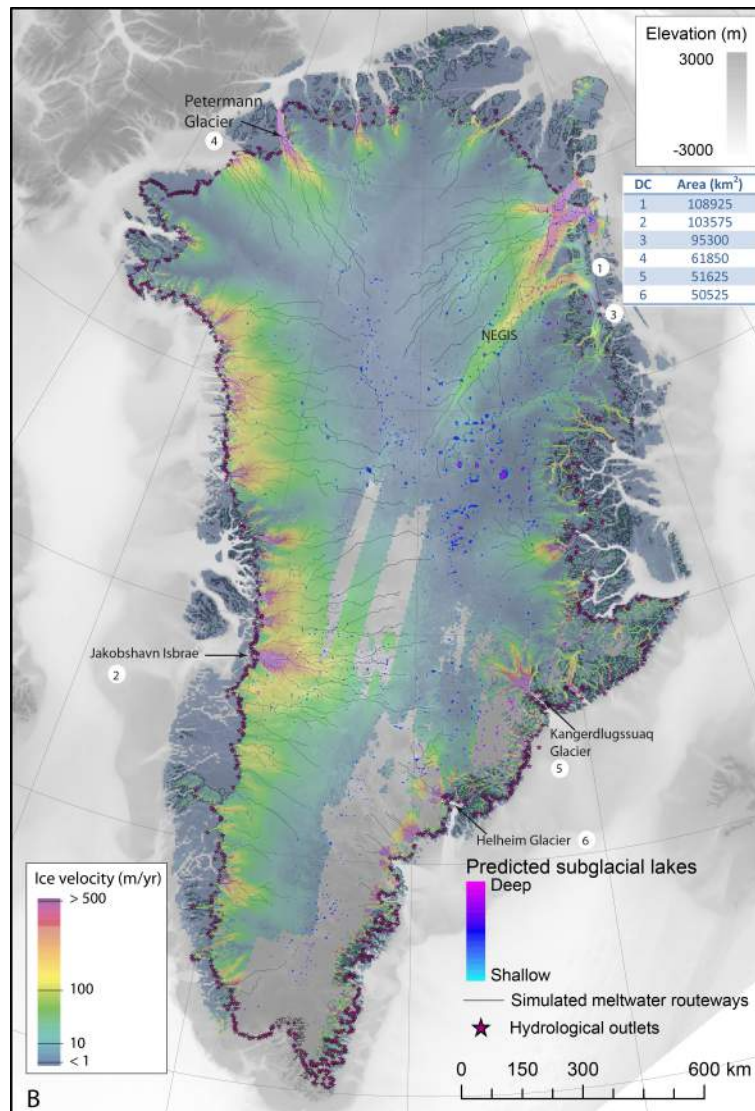 Elevation (m)
3000
-3000
Petermann
Glacier
4
DC Area (km²)
1 108925
2 103575
3 95300
4 61850
5 51625
6 50525
1
3
NEGIS
Jakobshavn Isbrae
2
Kangerdlugssuaq
Glacier
5
Helheim Glacier 6
Predicted subglacial lakes
Deep
Shallow
Simulated meltwater routeways
Hydrological outlets
Ice velocity (m/yr)
> 500
100
10
< 1
0 150 300 600 km
B